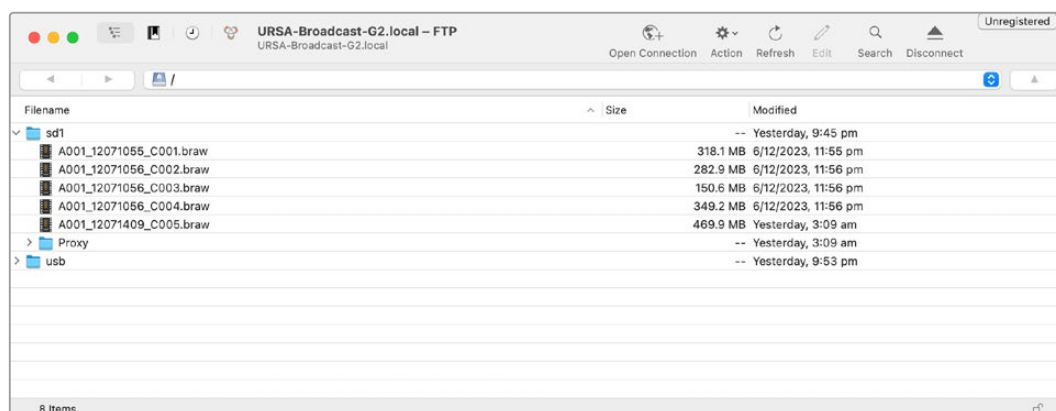 URSA-Broadcast-G2.local – FTP
URSA-Broadcast-G2.local
Unregistered
Open Connection Action Refresh Edit Search Disconnect
/
Filename Size Modified
sd1 -- Yesterday, 9:45 pm
A001_12071055_C001.braw 318.1 MB 6/12/2023, 11:55 pm
A001_12071056_C002.braw 282.9 MB 6/12/2023, 11:56 pm
A001_12071056_C003.braw 150.6 MB 6/12/2023, 11:56 pm
A001_12071056_C004.braw 349.2 MB 6/12/2023, 11:56 pm
A001_12071409_C005.braw 469.9 MB Yesterday, 3:09 am
Proxy -- Yesterday, 3:09 am
usb -- Yesterday, 9:53 pm
8 Items